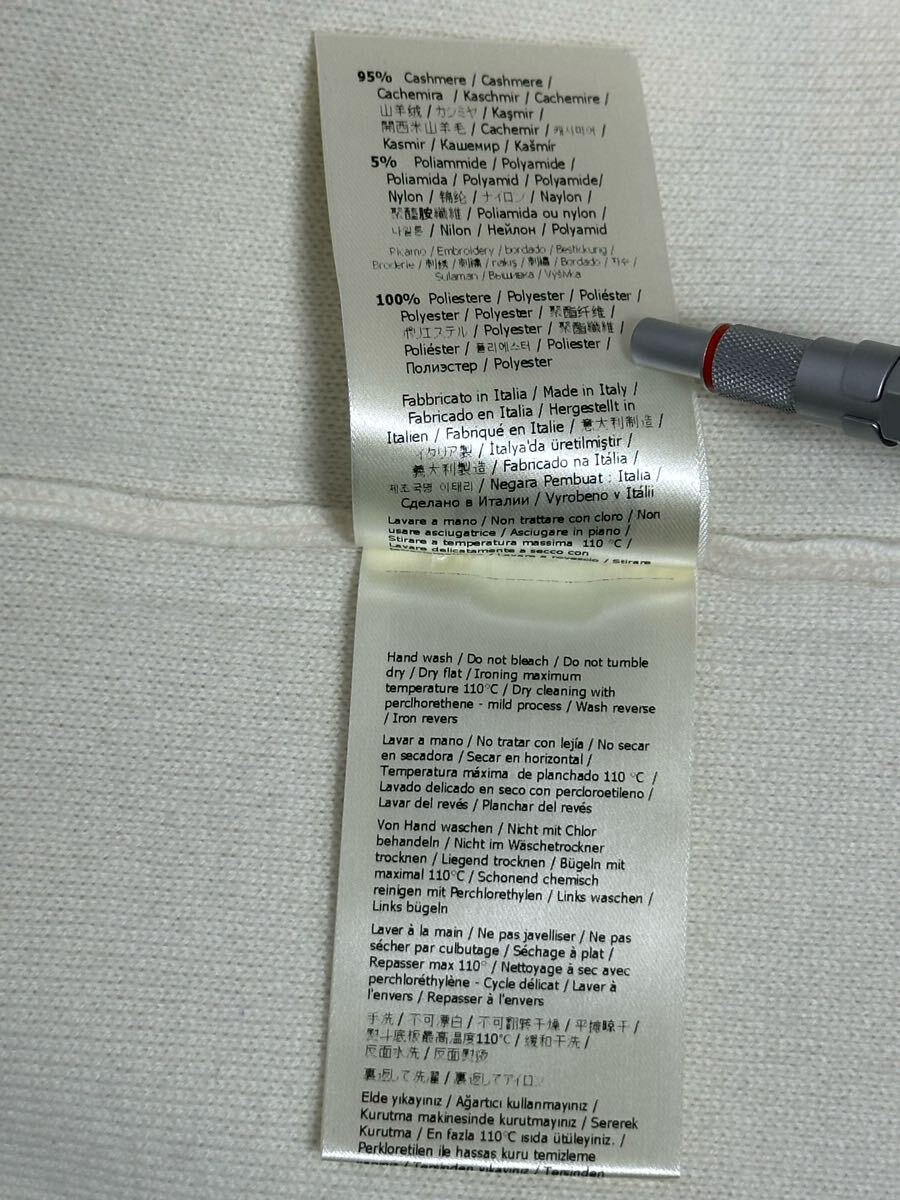 95% Cashmere / Cashmere /
Cachemira / Kaschmir / Cachemire /
山羊绒 / カシミヤ / Kaşmir /
開西米山羊毛 / Cachemir / 캐시미어 /
Kasmir / Кашемир / Kašmír
5% Poliammide / Polyamide /
Poliamida / Polyamid / Polyamide/
Nylon / 锦纶 / ナイロン / Naylon /
聚醯胺纖維 / Poliamida ou nylon /
나일론 / Nilon / Нейлон / Polyamid
Ricamo / Embroidery / bordado / Bestickung /
Broderie / 刺绣 / 刺繍 / nakış / 刺繡 / Bordado / 자수 /
Sulaman / Вышивка / Výšivka
100% Poliestere / Polyester / Poliéster /
Polyester / Polyester / 聚酯纤维 /
ポリエステル / Polyester / 聚酯纖維 /
Poliéster / 폴리에스터 / Poliester /
Полиэстер / Polyester
Fabbricato in Italia / Made in Italy /
Fabricado en Italia / Hergestellt in
Italien / Fabriqué en Italie / 意大利制造 /
イタリア製 / İtalya'da üretilmiştir /
義大利製造 / Fabricado na Itália /
제조국명 이태리 / Negara Pembuat : Italia /
Сделано в Италии / Vyrobeno v Itálii
Lavare a mano / Non trattare con cloro / Non
usare asciugatrice / Asciugare in piano /
Stirare a temperatura massima 110 °C /
Lavare delicatamente a secco con
/ Lavare a rovescio / Stirare
Hand wash / Do not bleach / Do not tumble
dry / Dry flat / Ironing maximum
temperature 110°C / Dry cleaning with
perclhorethene - mild process / Wash reverse
/ Iron revers
Lavar a mano / No tratar con lejía / No secar
en secadora / Secar en horizontal /
Temperatura máxima de planchado 110 °C /
Lavado delicado en seco con percloroetileno /
Lavar del revés / Planchar del revés
Von Hand waschen / Nicht mit Chlor
behandeln / Nicht im Wäschetrockner
trocknen / Liegend trocknen / Bügeln mit
maximal 110°C / Schonend chemisch
reinigen mit Perchlorethylen / Links waschen /
Links bügeln
Laver à la main / Ne pas javelliser / Ne pas
sécher par culbutage / Séchage à plat /
Repasser max 110° / Nettoyage à sec avec
perchloréthylène - Cycle délicat / Laver à
l'envers / Repasser à l'envers
手洗 / 不可漂白 / 不可翻转干燥 / 平摊晾干 /
熨斗底板最高温度110°C / 缓和干洗 /
反面水洗 / 反面熨烫
裏返して洗濯 / 裏返してアイロン
Elde yıkayınız / Ağartıcı kullanmayınız /
Kurutma makinesinde kurutmayınız / Sererek
Kurutma / En fazla 110°C ısıda ütüleyiniz. /
Perkloretilen ile hassas kuru temizleme
/ Tersinden yıkayınız / Tersinden